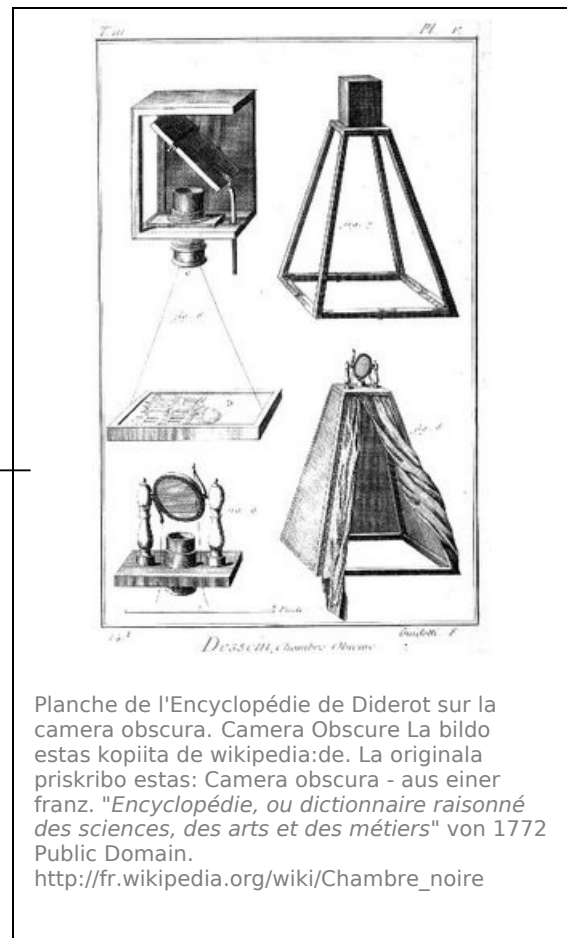 Pl. V.
fig. 7
Dessein, Chambre Obscure
Planche de l'Encyclopédie de Diderot sur la
camera obscura. Camera Obscure La bildo
estas kopiita de wikipedia:de. La originala
priskribo estas: Camera obscura - aus einer
franz. "Encyclopédie, ou dictionnaire raisonné
des sciences, des arts et des métiers" von 1772
Public Domain.
http://fr.wikipedia.org/wiki/Chambre_noire